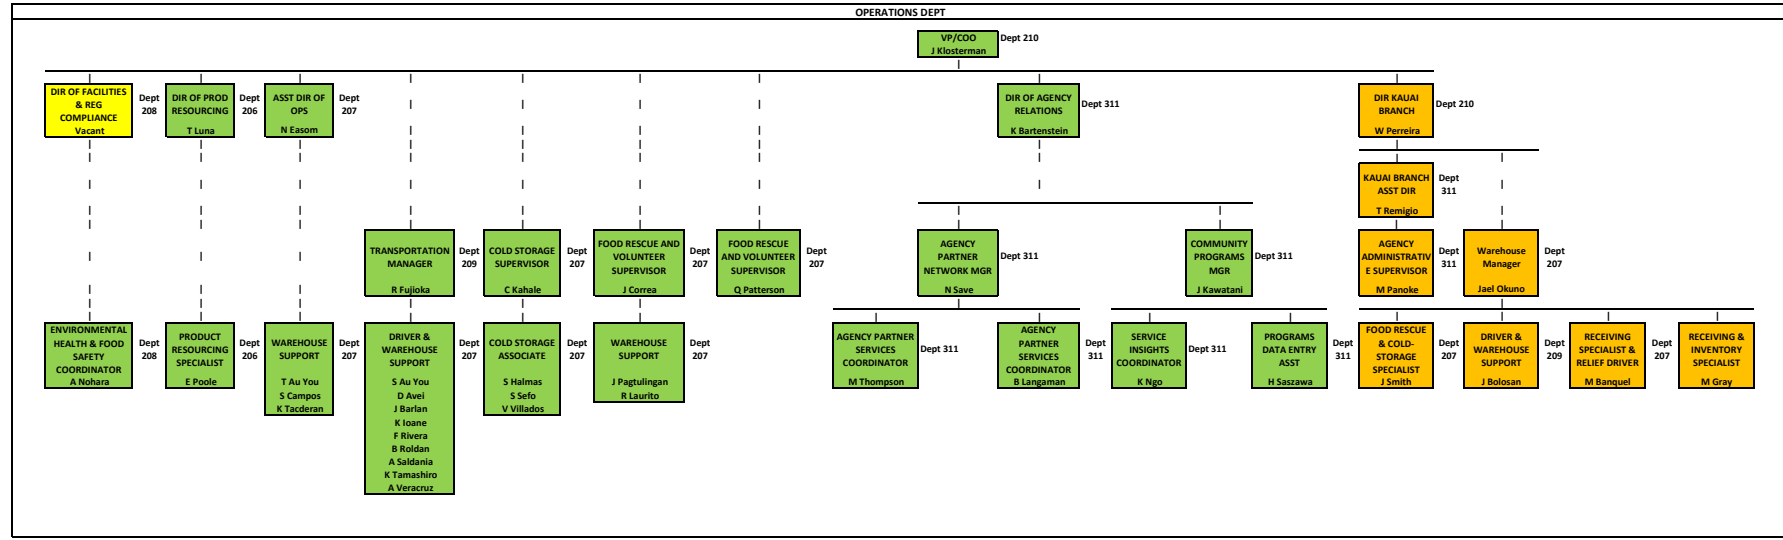 OPERATIONS DEPT
VP/COO
J Klosterman
Dept 210
DIR OF FACILITIES
& REG
COMPLIANCE
Vacant
Dept
208
DIR OF PROD
RESOURCING
T Luna
Dept
206
ASST DIR OF
OPS
N Easom
Dept
207
DIR OF AGENCY
RELATIONS
K Bartenstein
Dept 311
DIR KAUAI
BRANCH
W Perreira
Dept 210
KAUAI BRANCH
ASST DIR
T Remigio
Dept
311
TRANSPORTATION
MANAGER
R Fujioka
Dept
209
COLD STORAGE
SUPERVISOR
C Kahale
Dept
207
FOOD RESCUE AND
VOLUNTEER
SUPERVISOR
J Correa
Dept
207
FOOD RESCUE
AND VOLUNTEER
SUPERVISOR
Q Patterson
Dept
207
AGENCY
PARTNER
NETWORK MGR
N Save
Dept 311
COMMUNITY
PROGRAMS
MGR
J Kawatani
Dept 311
AGENCY
ADMINISTRATIV
E SUPERVISOR
M Panoke
Dept
311
Warehouse
Manager
Jael Okuno
Dept
207
ENVIRONMENTAL
HEALTH & FOOD
SAFETY
COORDINATOR
A Nohara
Dept
208
PRODUCT
RESOURCING
SPECIALIST
E Poole
Dept
206
WAREHOUSE
SUPPORT
T Au You
S Campos
K Tacderan
Dept
207
DRIVER &
WAREHOUSE
SUPPORT
S Au You
D Avei
J Barlan
K Ioane
F Rivera
B Roldan
A Saldania
K Tamashiro
A Veracruz
Dept
207
COLD STORAGE
ASSOCIATE
S Halmas
S Sefo
V Villados
Dept
207
WAREHOUSE
SUPPORT
J Pagtulingan
R Laurito
Dept
207
AGENCY PARTNER
SERVICES
COORDINATOR
M Thompson
Dept 311
AGENCY
PARTNER
SERVICES
COORDINATOR
B Langaman
Dept
311
SERVICE
INSIGHTS
COORDINATOR
K Ngo
Dept 311
PROGRAMS
DATA ENTRY
ASST
H Saszawa
Dept
311
FOOD RESCUE
& COLD-
STORAGE
SPECIALIST
J Smith
Dept
207
DRIVER &
WAREHOUSE
SUPPORT
J Bolosan
Dept
209
RECEIVING
SPECIALIST &
RELIEF DRIVER
M Banquel
Dept
207
RECEIVING &
INVENTORY
SPECIALIST
M Gray